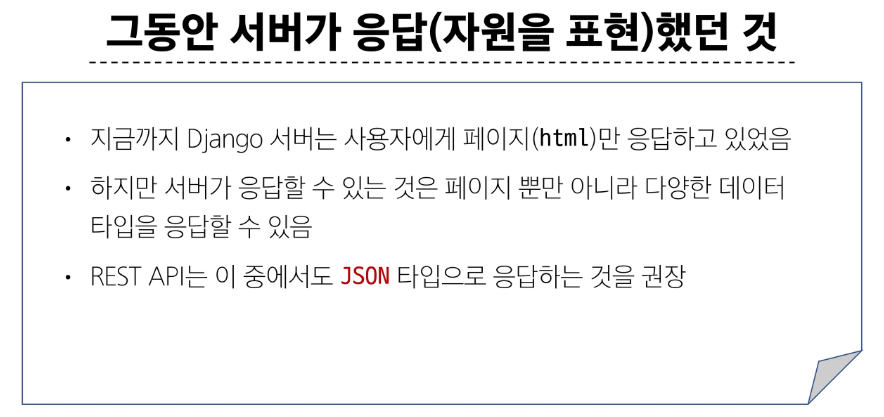 그동안 서버가 응답(자원을 표현)했던 것
• 지금까지 Django 서버는 사용자에게 페이지(html)만 응답하고 있었음
• 하지만 서버가 응답할 수 있는 것은 페이지 뿐만 아니라 다양한 데이터
타입을 응답할 수 있음
• REST API는 이 중에서도 JSON 타입으로 응답하는 것을 권장